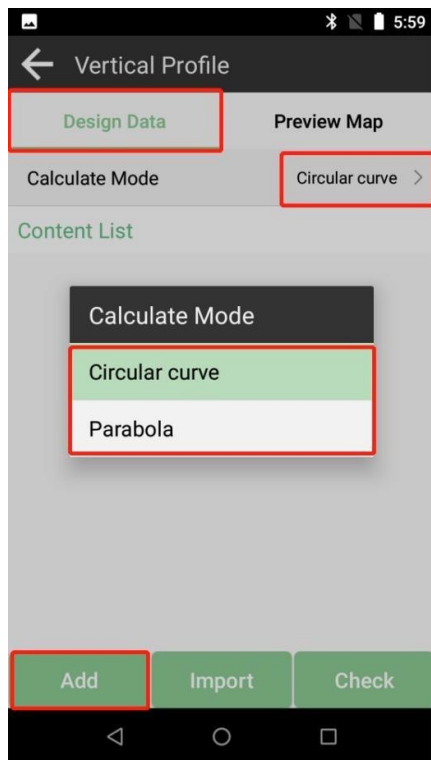 5:59
Vertical Profile
Design Data Preview Map
Calculate Mode Circular curve
Content List
Calculate Mode
Circular curve
Parabola
Add Import Check